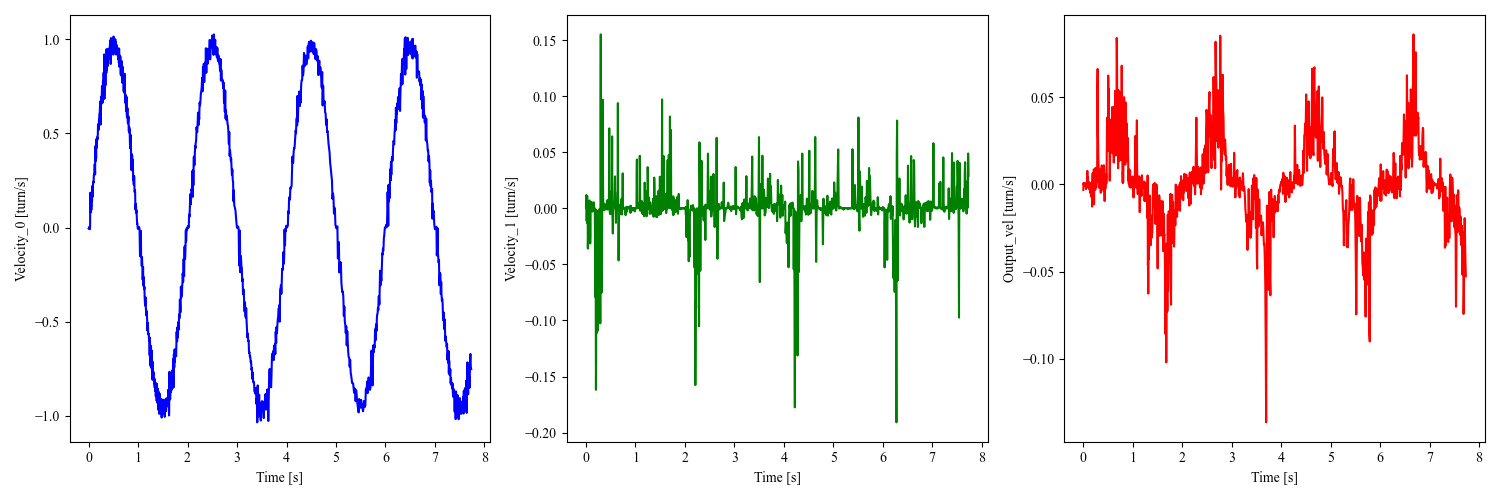 Velocity_0 [turn/s]
1.0
0.5
0.0
−0.5
−1.0
0 1 2 3 4 5 6 7 8
Time [s]
Velocity_1 [turn/s]
0.15
0.10
0.05
0.00
−0.05
−0.10
−0.15
−0.20
0 1 2 3 4 5 6 7 8
Time [s]
Output_vel [turn/s]
0.05
0.00
−0.05
−0.10
0 1 2 3 4 5 6 7 8
Time [s]